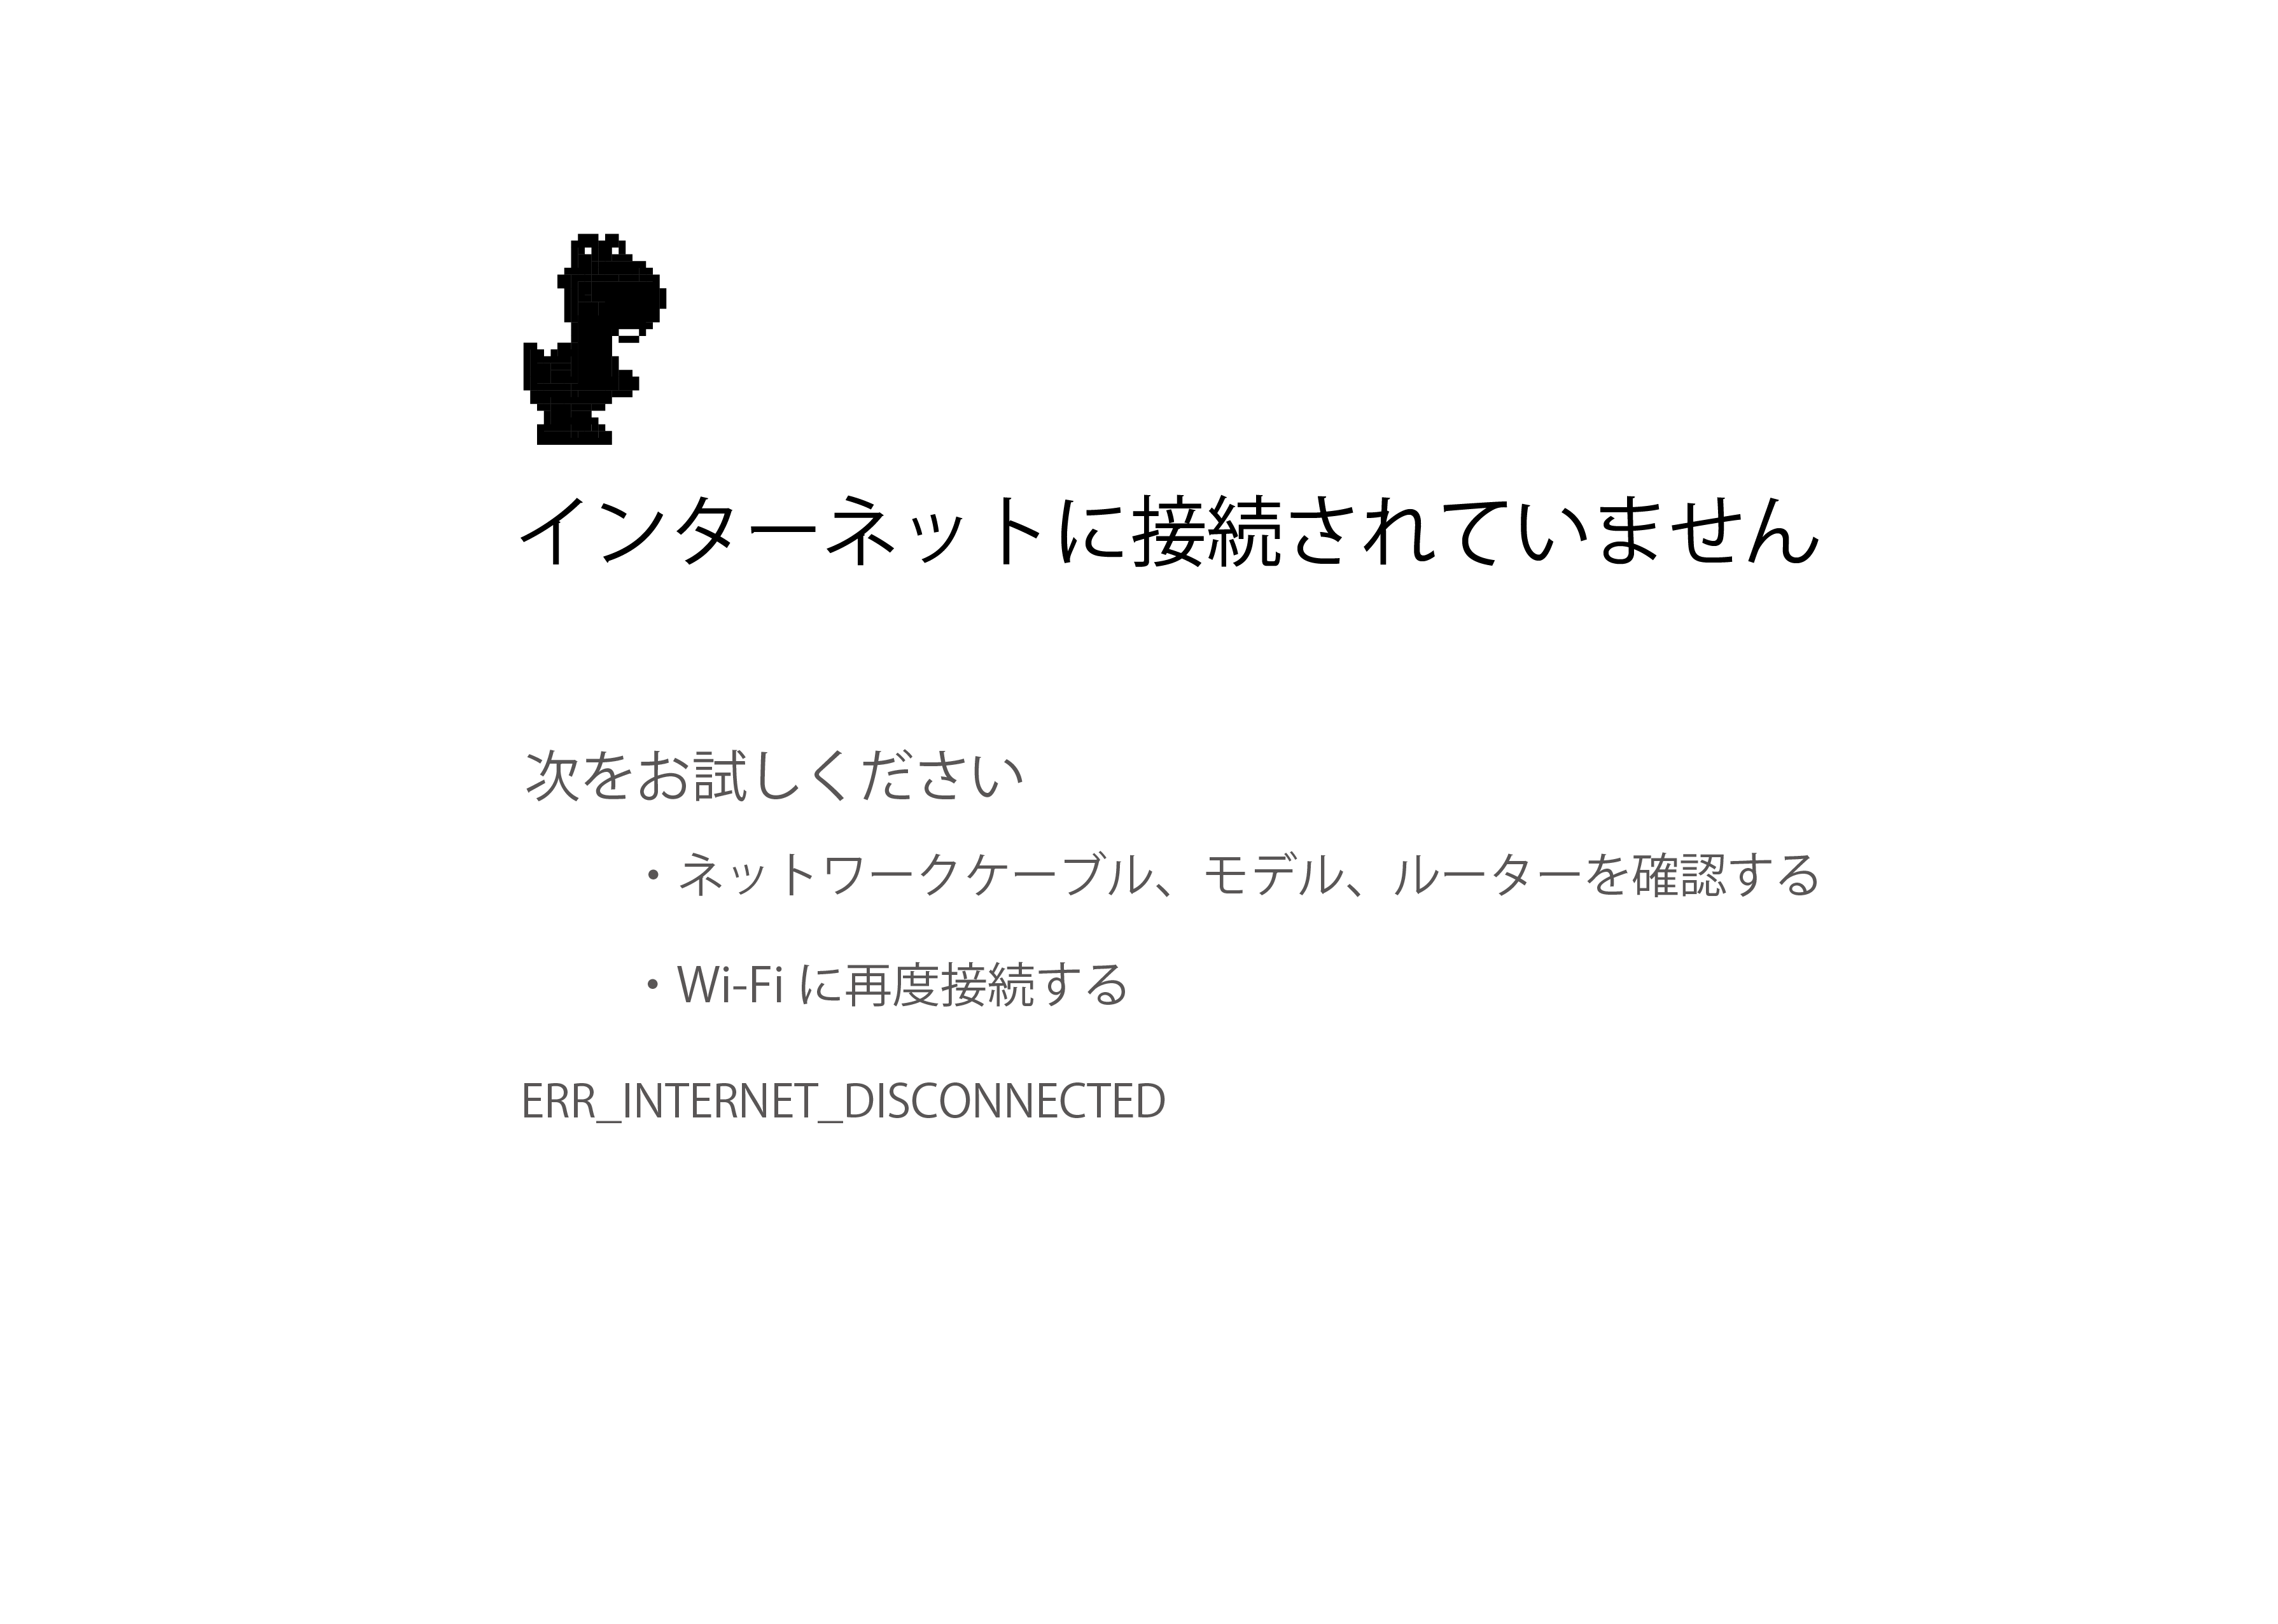 インターネットに接続されていません
次をお試しください
・ネットワークケーブル、モデル、ルーターを確認する
・Wi-Fi に再度接続する
ERR_INTERNET_DISCONNECTED